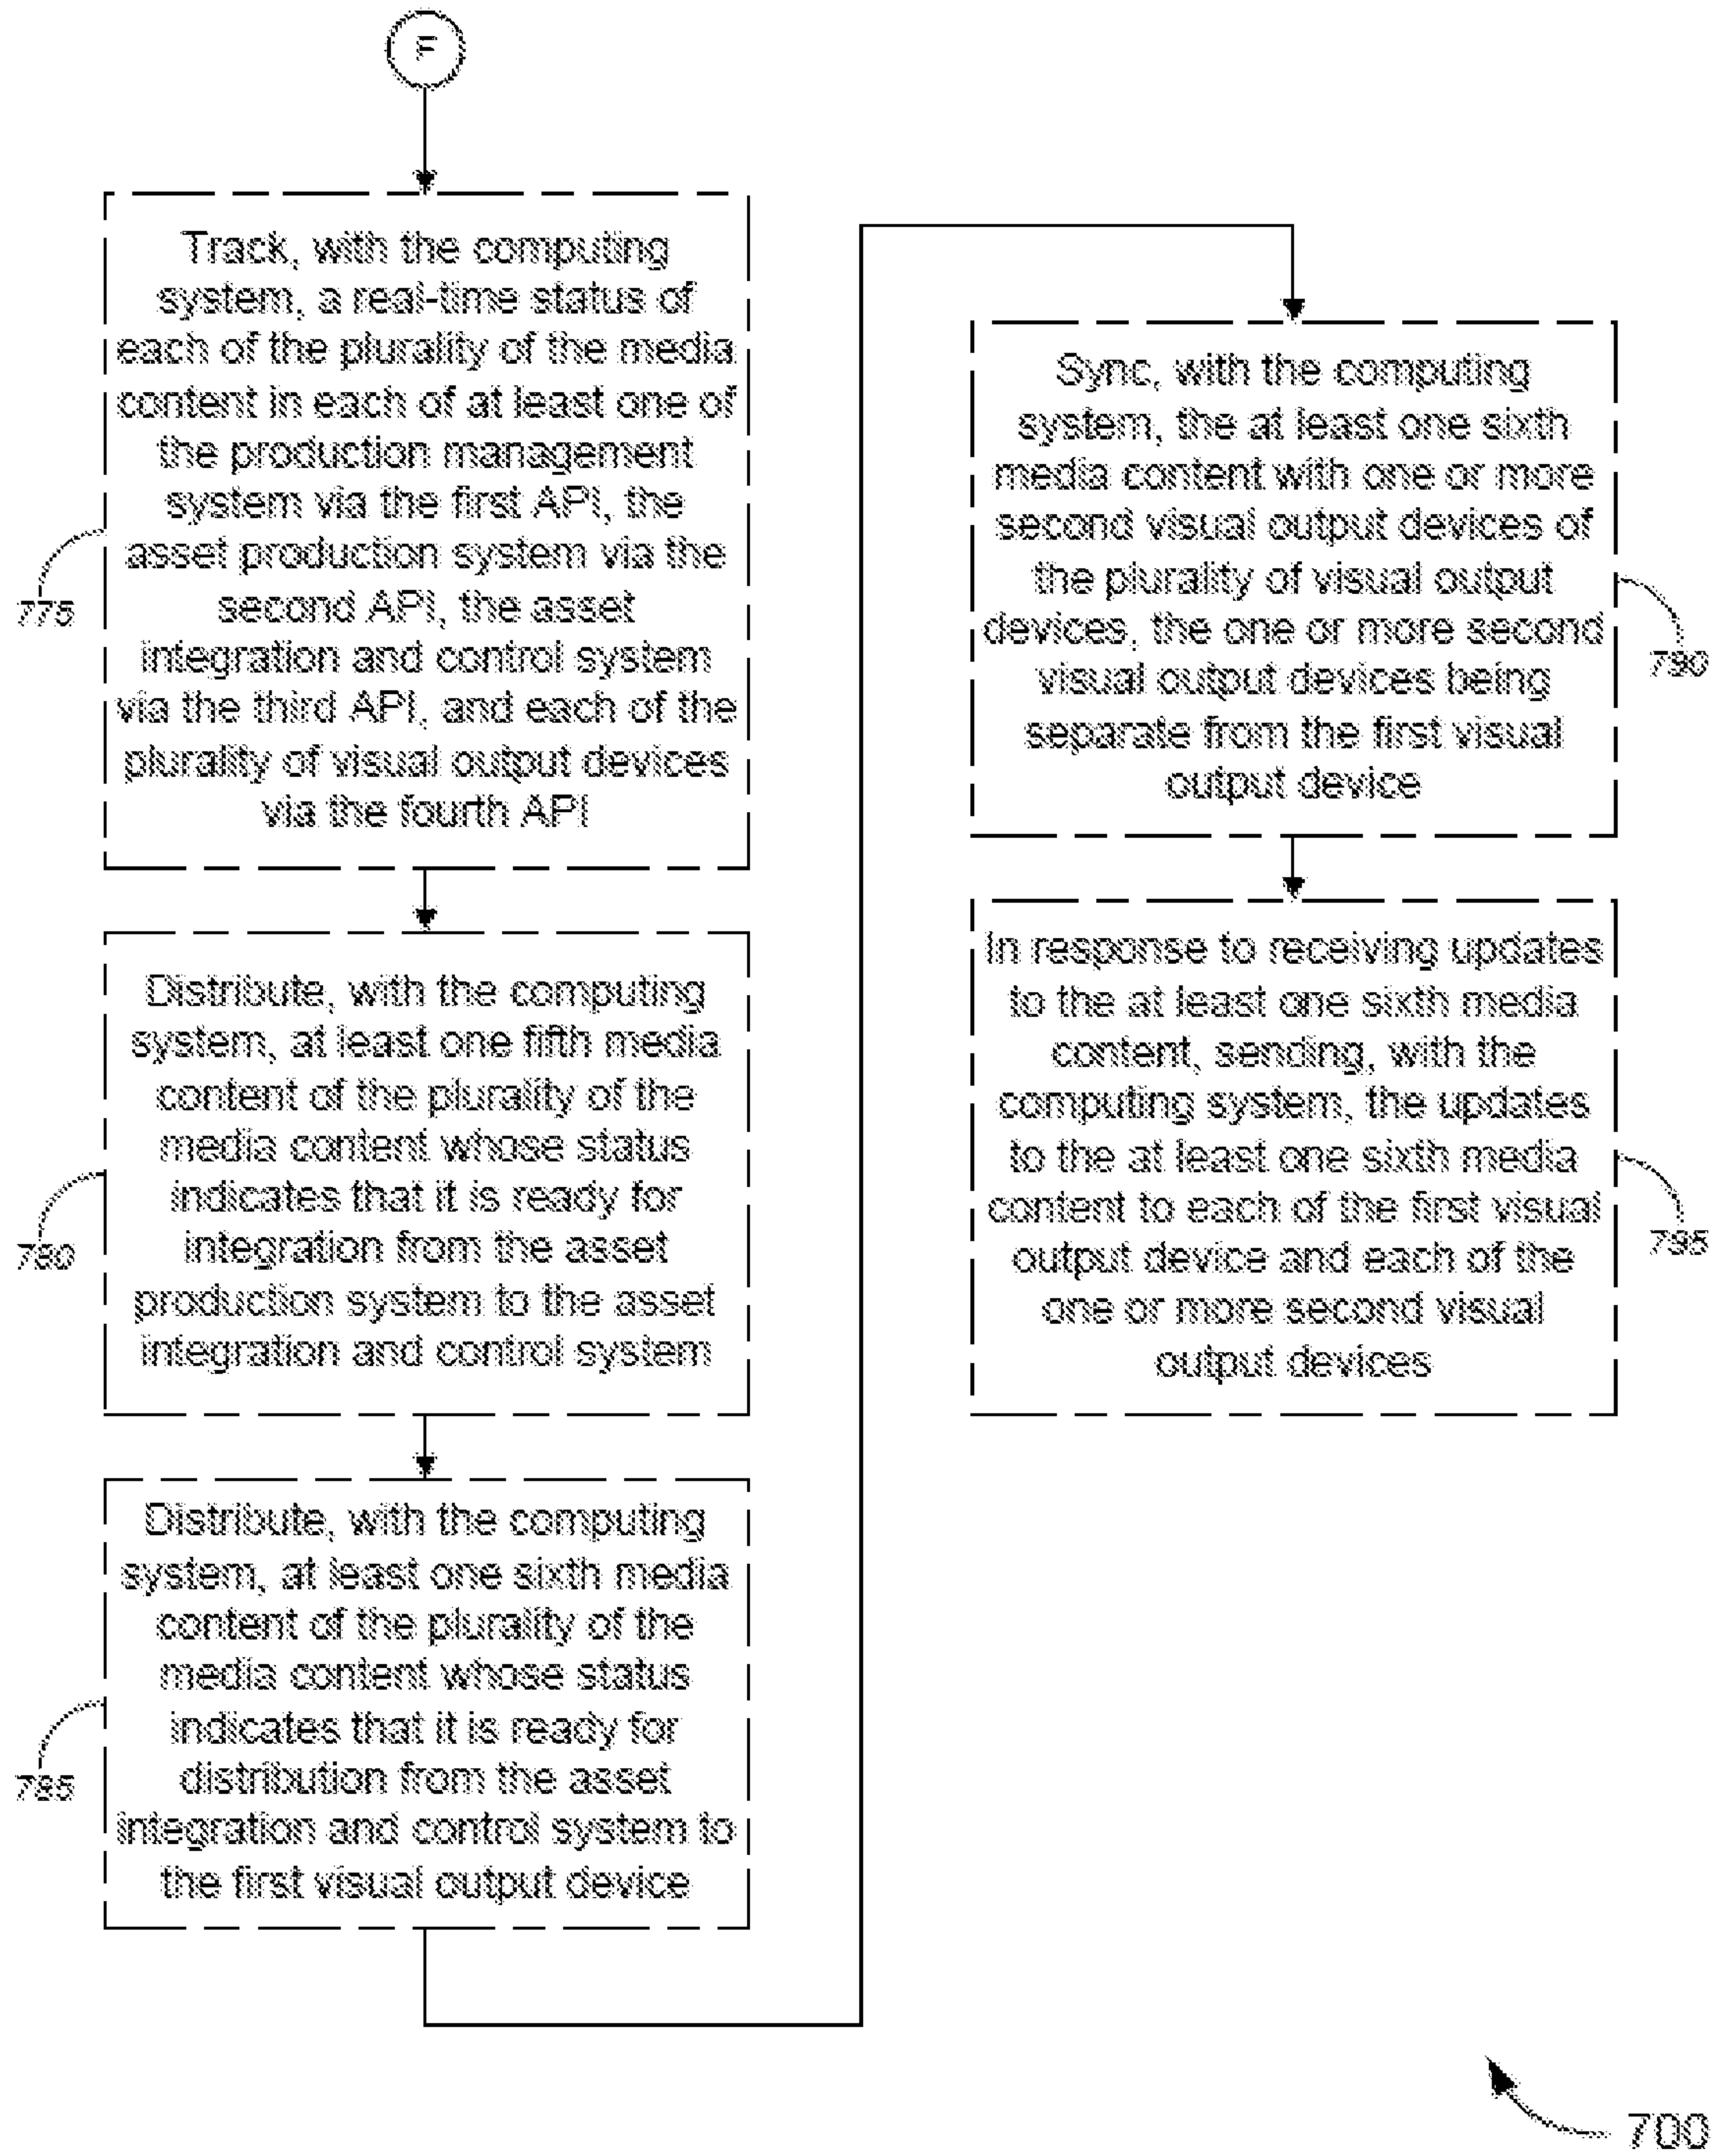 F
Track, with the computing
system, a real-time status of
each of the plurality of the media
content in each of at least one of
the production management
system via the first API, the
asset production system via the
second API, the asset
integration and control system
via the third API, and each of the
plurality of visual output devices
via the fourth API
775
Distribute, with the computing
system, at least one fifth media
content of the plurality of the
media content whose status
indicates that it is ready for
integration from the asset
production system to the asset
integration and control system
780
Distribute, with the computing
system, at least one sixth media
content of the plurality of the
media content whose status
indicates that it is ready for
distribution from the asset
integration and control system to
the first visual output device
785
Sync, with the computing
system, the at least one sixth
media content with one or more
second visual output devices of
the plurality of visual output
devices, the one or more second
visual output devices being
separate from the first visual
output device
790
In response to receiving updates
to the at least one sixth media
content, sending, with the
computing system, the updates
to the at least one sixth media
content to each of the first visual
output device and each of the
one or more second visual
output devices
795
700